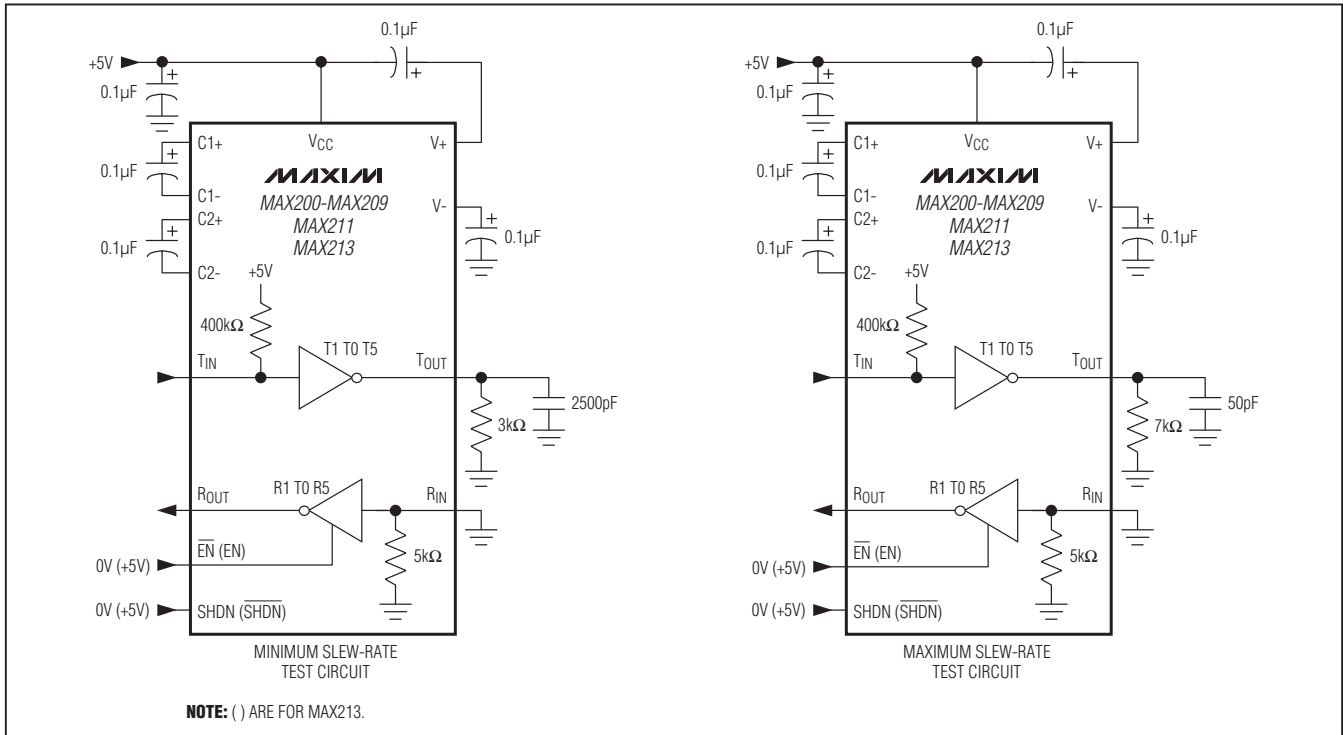 0.1µF
+5V
0.1µF
+
+
C1+
VCC
V+
0.1µF
+
C1-
MAXIM
MAX200-MAX209
MAX211
MAX213
V-
+
0.1µF
C2+
0.1µF
+
C2-
+5V
400kΩ
TIN
T1 TO T5
TOUT
2500pF
3kΩ
ROUT
R1 TO R5
RIN
5kΩ
0V (+5V)
E̅N̅ (EN)
0V (+5V)
SHDN (S̅H̅D̅N̅)
MINIMUM SLEW-RATE
TEST CIRCUIT
0.1µF
+5V
0.1µF
+
+
C1+
VCC
V+
0.1µF
+
C1-
MAXIM
MAX200-MAX209
MAX211
MAX213
V-
+
0.1µF
C2+
0.1µF
+
C2-
+5V
400kΩ
TIN
T1 TO T5
TOUT
50pF
7kΩ
ROUT
R1 TO R5
RIN
5kΩ
0V (+5V)
E̅N̅ (EN)
0V (+5V)
SHDN (S̅H̅D̅N̅)
MAXIMUM SLEW-RATE
TEST CIRCUIT
NOTE: ( ) ARE FOR MAX213.